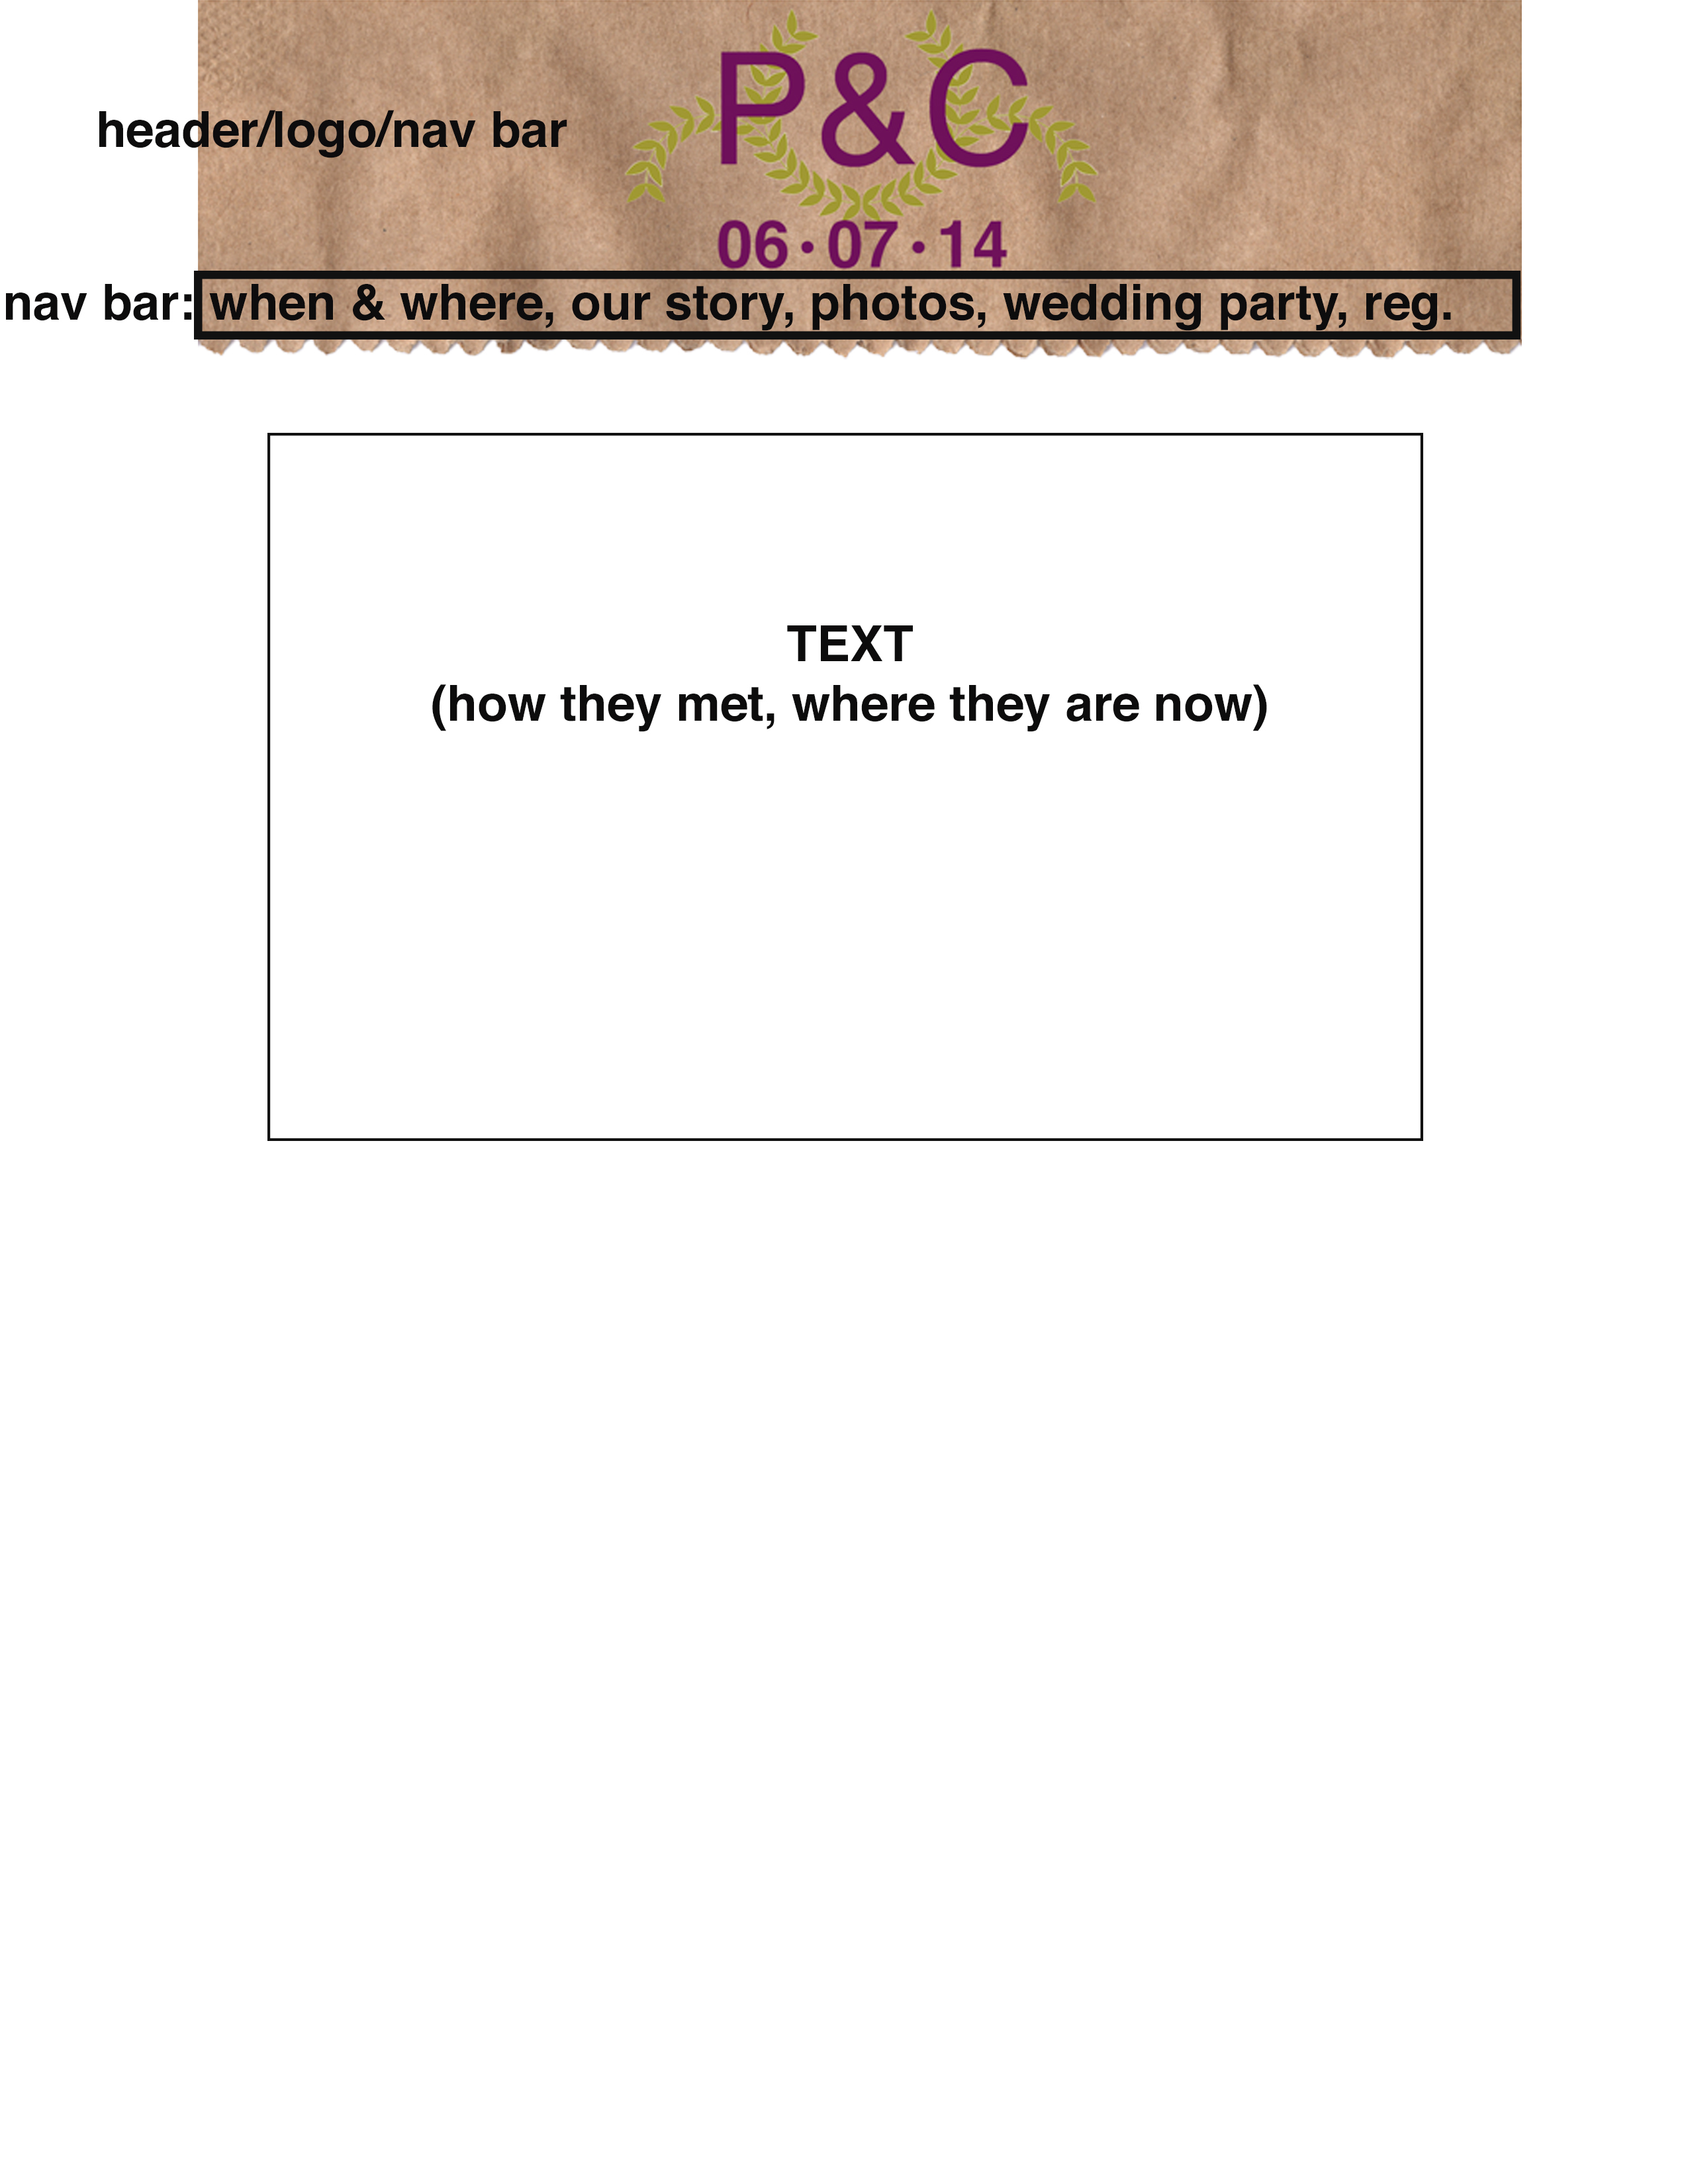 P&C
header/logo/nav bar
06·07·14
nav bar: when & where, our story, photos, wedding party, reg.
TEXT
(how they met, where they are now)